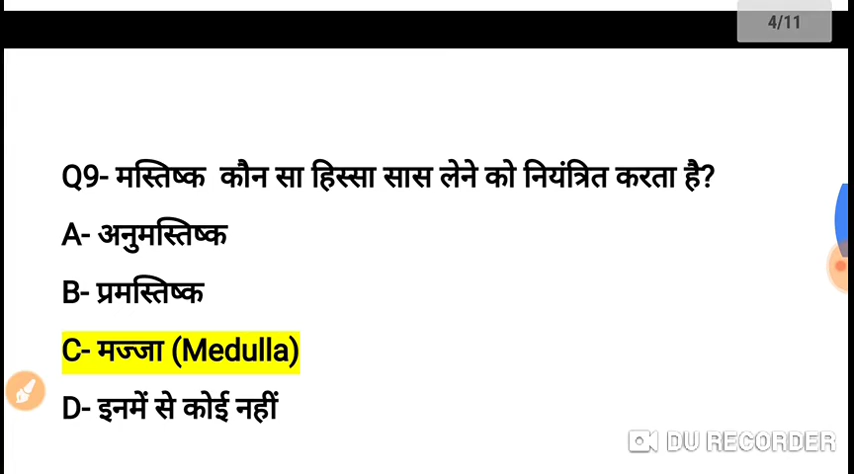 4/11
Q9- मस्तिष्क कौन सा हिस्सा सास लेने को नियंत्रित करता है?
A- अनुमस्तिष्क
B- प्रमस्तिष्क
C- मज्जा (Medulla)
D- इनमें से कोई नहीं
DU RECORDER